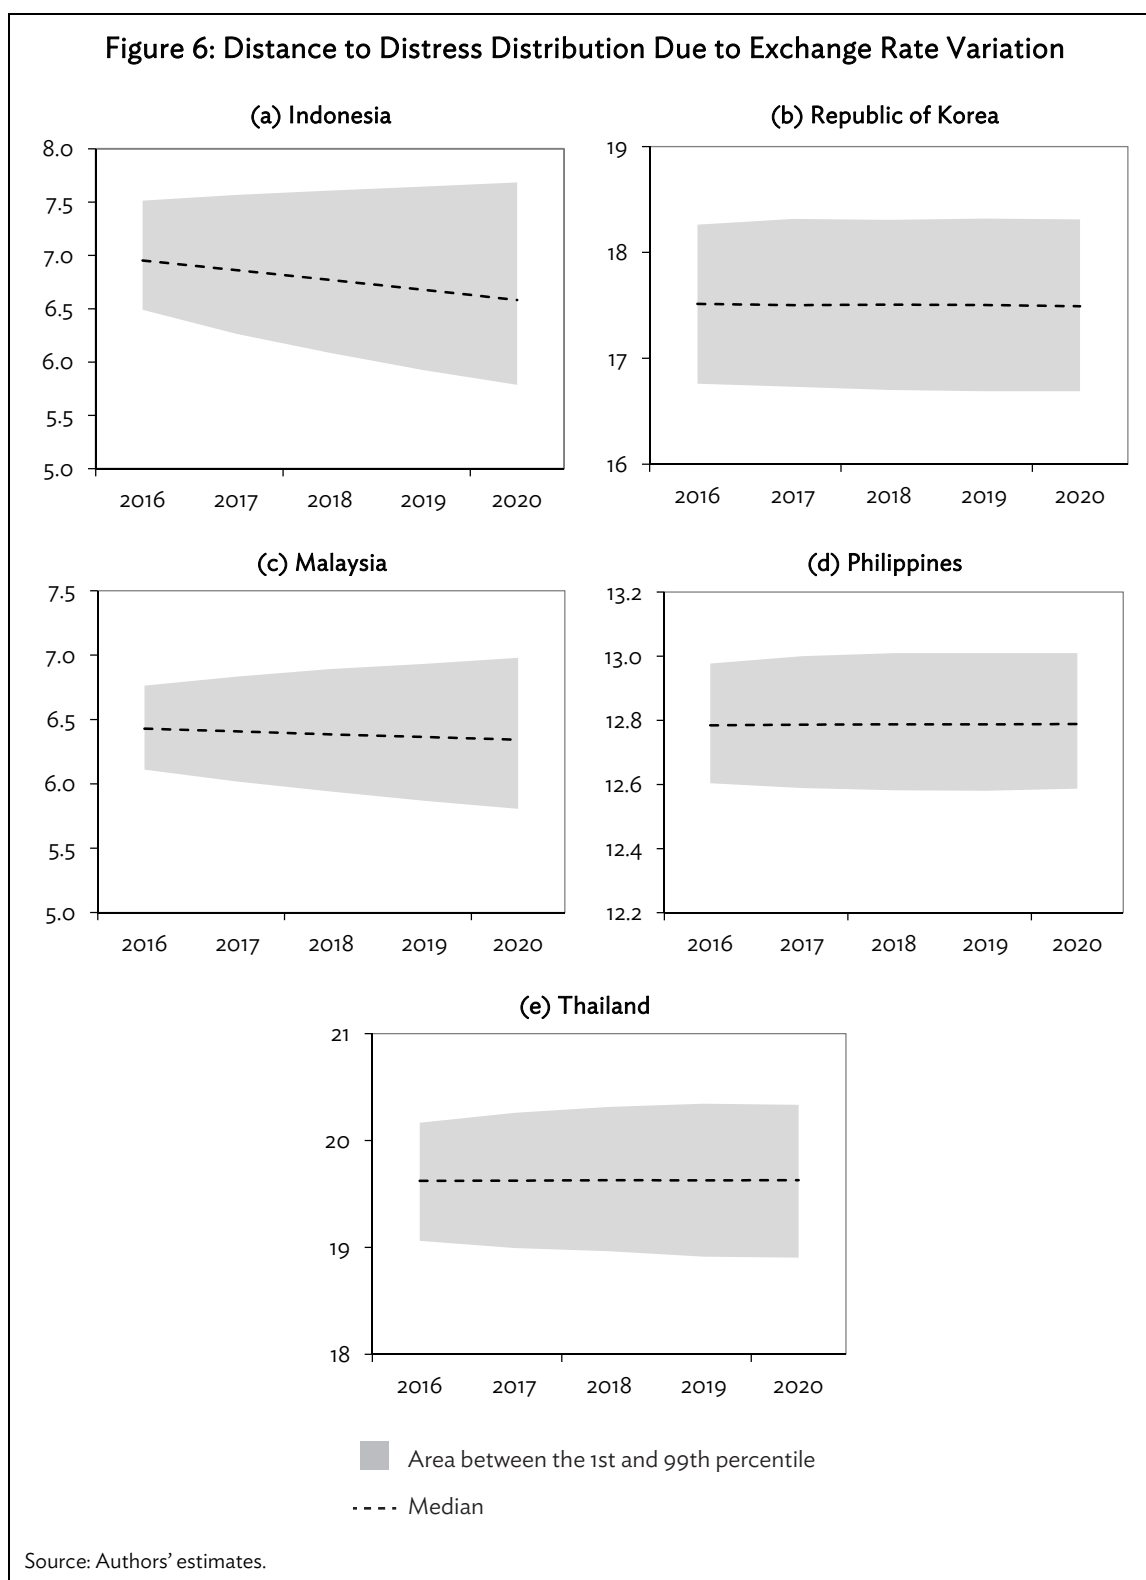 Figure 6: Distance to Distress Distribution Due to Exchange Rate Variation
(a) Indonesia
8.0
7.5
7.0
6.5
6.0
5.5
5.0
2016 2017 2018 2019 2020
(b) Republic of Korea
19
18
17
16
2016 2017 2018 2019 2020
(c) Malaysia
7.5
7.0
6.5
6.0
5.5
5.0
2016 2017 2018 2019 2020
(d) Philippines
13.2
13.0
12.8
12.6
12.4
12.2
2016 2017 2018 2019 2020
(e) Thailand
21
20
19
18
2016 2017 2018 2019 2020
Area between the 1st and 99th percentile
Median
Source: Authors’ estimates.